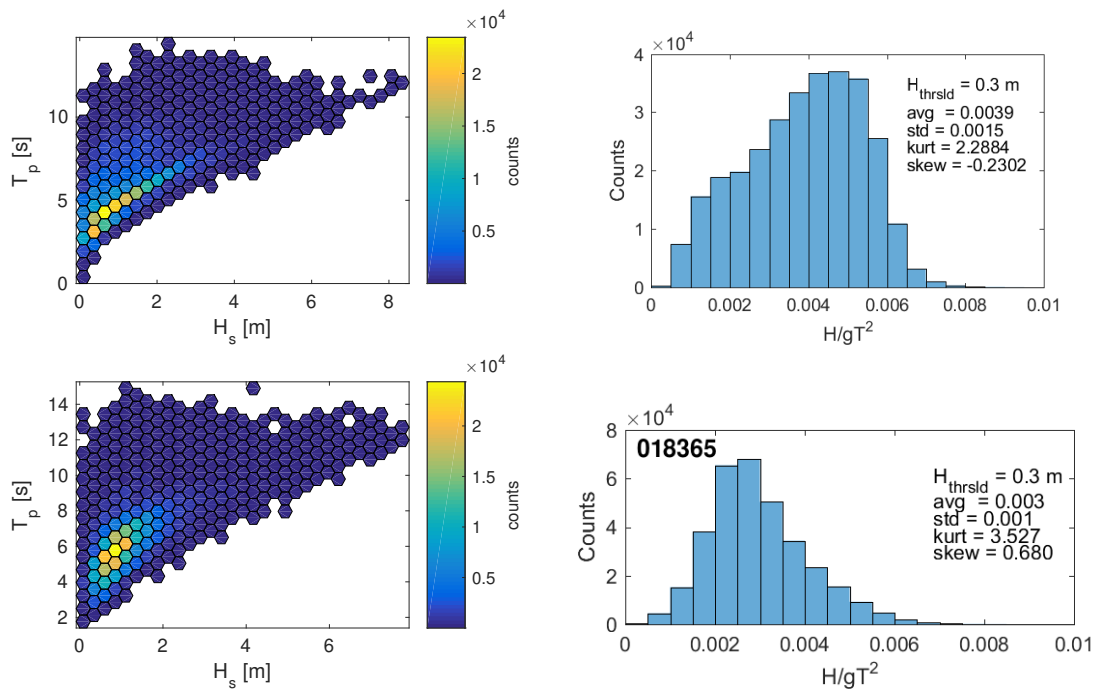 ×10⁴
2
1.5
1
0.5
counts
10
5
0
T_p [s]
0
2
4
6
8
H_s [m]
×10⁴
4
3
2
1
0
Counts
H_thrsld = 0.3 m
avg = 0.0039
std = 0.0015
kurt = 2.2884
skew = -0.2302
0
0.002
0.004
0.006
0.008
0.01
H/gT²
×10⁴
2
1.5
1
0.5
counts
14
12
10
8
6
4
2
T_p [s]
0
2
4
6
H_s [m]
×10⁴
8
6
4
2
0
Counts
018365
H_thrsld = 0.3 m
avg = 0.003
std = 0.001
kurt = 3.527
skew = 0.680
0
0.002
0.004
0.006
0.008
0.01
H/gT²